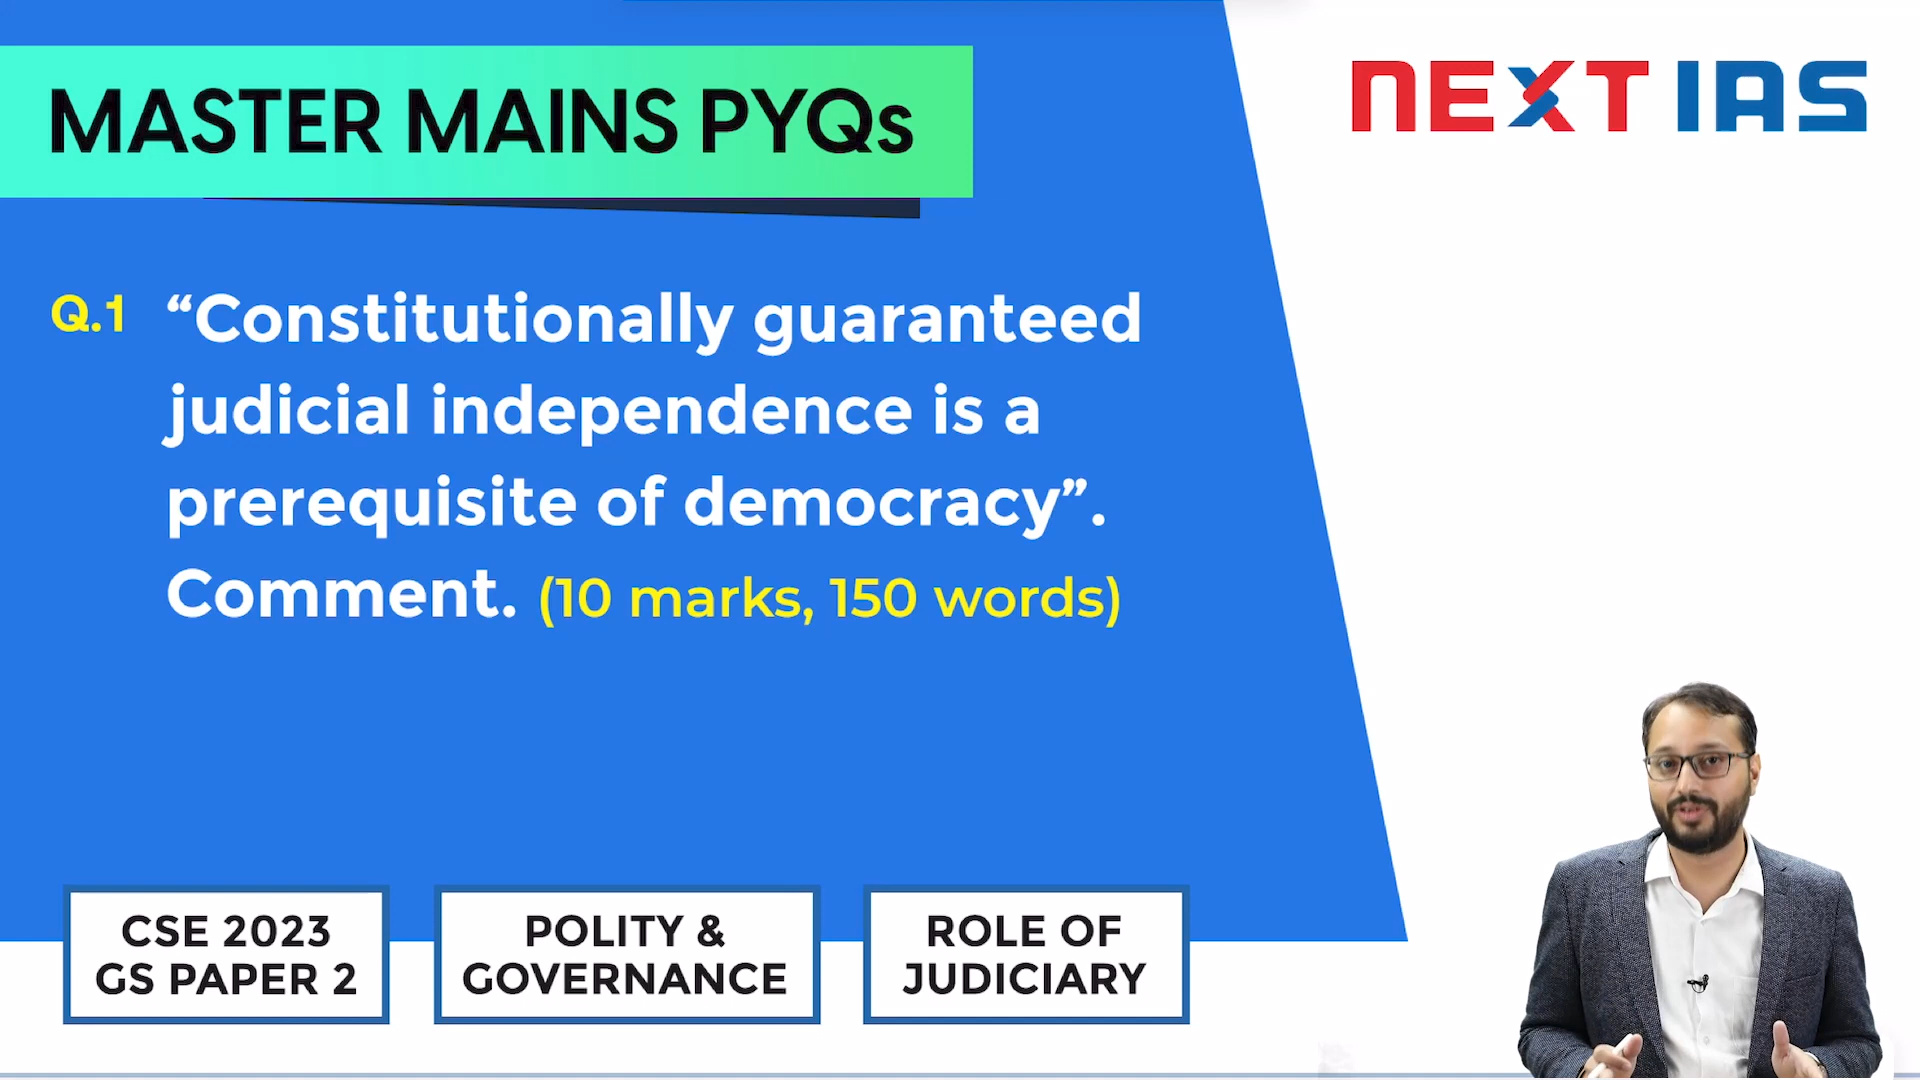 MASTER MAINS PYQs
NEXT IAS
Q.1 “Constitutionally guaranteed
judicial independence is a
prerequisite of democracy”.
Comment. (10 marks, 150 words)
CSE 2023
GS PAPER 2
POLITY &
GOVERNANCE
ROLE OF
JUDICIARY